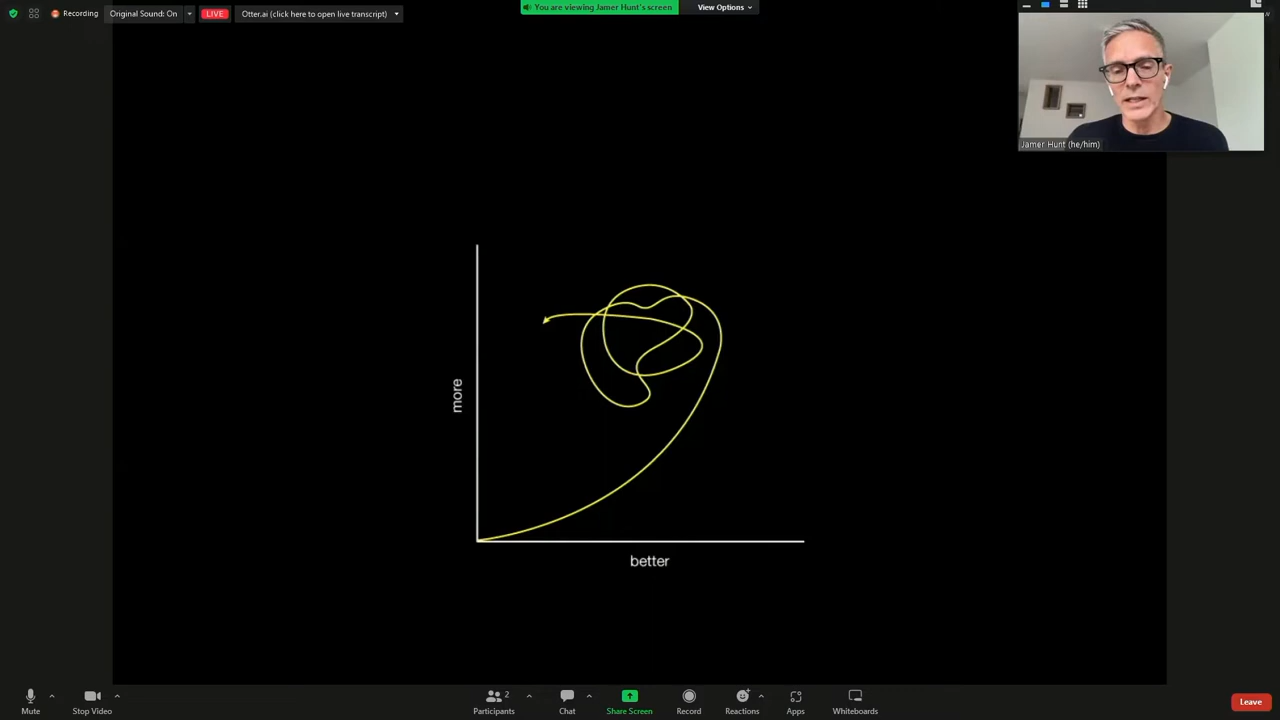 Recording
Original Sound: On
LIVE
Otter.ai (click here to open live transcript)
You are viewing Jamer Hunt's screen
View Options
Jamer Hunt (he/him)
more
better
Mute
Stop Video
Participants
2
Chat
Share Screen
Record
Reactions
Apps
Whiteboards
Leave